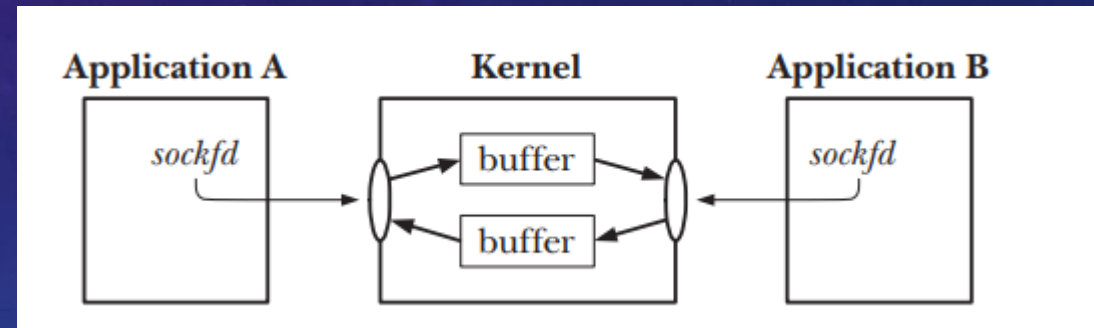 Application A Kernel Application B
sockfd buffer sockfd
buffer